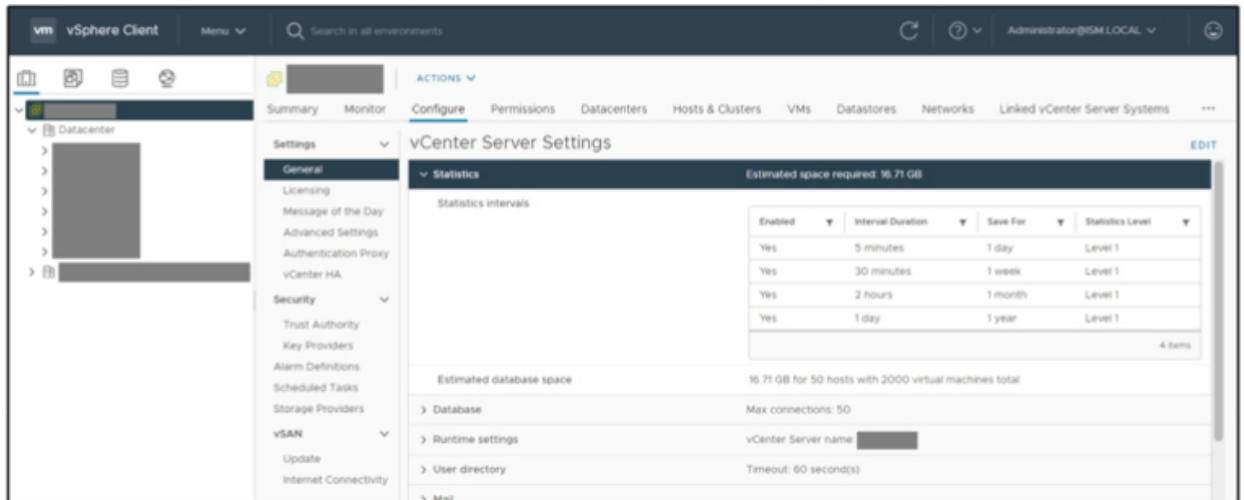 vm vSphere Client Menu Search in all environments Administrator@ISM.LOCAL
ACTIONS
Summary Monitor Configure Permissions Datacenters Hosts & Clusters VMs Datastores Networks Linked vCenter Server Systems ...
Datacenter
Settings
General
Licensing
Message of the Day
Advanced Settings
Authentication Proxy
vCenter HA
Security
Trust Authority
Key Providers
Alarm Definitions
Scheduled Tasks
Storage Providers
vSAN
Update
Internet Connectivity
vCenter Server Settings EDIT
Statistics Estimated space required: 16.71 GB
Statistics intervals
Enabled Interval Duration Save For Statistics Level
Yes 5 minutes 1 day Level 1
Yes 30 minutes 1 week Level 1
Yes 2 hours 1 month Level 1
Yes 1 day 1 year Level 1
4 items
Estimated database space 16.71 GB for 50 hosts with 2000 virtual machines total
Database Max connections: 50
Runtime settings vCenter Server name:
User directory Timeout: 60 second(s)
Mail